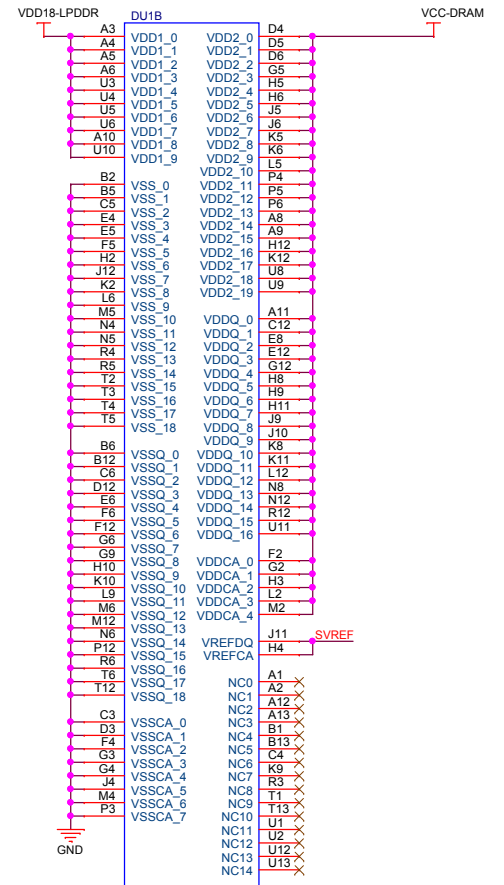 VDD18-LPDDR
DU1B
VCC-DRAM
A3 VDD1_0
A4 VDD1_1
A5 VDD1_2
A6 VDD1_3
U3 VDD1_4
U4 VDD1_5
U5 VDD1_6
U6 VDD1_7
A10 VDD1_8
U10 VDD1_9
B2 VSS_0
B5 VSS_1
C5 VSS_2
E4 VSS_3
E5 VSS_4
F5 VSS_5
H2 VSS_6
J12 VSS_7
K2 VSS_8
L6 VSS_9
M5 VSS_10
N4 VSS_11
N5 VSS_12
R4 VSS_13
R5 VSS_14
T2 VSS_15
T3 VSS_16
T4 VSS_17
T5 VSS_18
B6 VSSQ_0
B12 VSSQ_1
C6 VSSQ_2
D12 VSSQ_3
E6 VSSQ_4
F6 VSSQ_5
F12 VSSQ_6
G6 VSSQ_7
G9 VSSQ_8
H10 VSSQ_9
K10 VSSQ_10
L9 VSSQ_11
M6 VSSQ_12
M12 VSSQ_13
N6 VSSQ_14
P12 VSSQ_15
R6 VSSQ_16
T6 VSSQ_17
T12 VSSQ_18
C3 VSSCA_0
D3 VSSCA_1
F4 VSSCA_2
G3 VSSCA_3
G4 VSSCA_4
J4 VSSCA_5
M4 VSSCA_6
P3 VSSCA_7
GND
VDD2_0 D4
VDD2_1 D5
VDD2_2 D6
VDD2_3 G5
VDD2_4 H5
VDD2_5 H6
VDD2_6 J5
VDD2_7 J6
VDD2_8 K5
VDD2_9 K6
VDD2_10 L5
VDD2_11 P4
VDD2_12 P5
VDD2_13 P6
VDD2_14 A8
VDD2_15 A9
VDD2_16 H12
VDD2_17 K12
VDD2_18 U8
VDD2_19 U9
VDDQ_0 A11
VDDQ_1 C12
VDDQ_2 E8
VDDQ_3 E12
VDDQ_4 G12
VDDQ_5 H8
VDDQ_6 H9
VDDQ_7 H11
VDDQ_8 J9
VDDQ_9 J10
VDDQ_10 K8
VDDQ_11 K11
VDDQ_12 L12
VDDQ_13 N8
VDDQ_14 N12
VDDQ_15 R12
VDDQ_16 U11
VDDCA_0 F2
VDDCA_1 G2
VDDCA_2 H3
VDDCA_3 L2
VDDCA_4 M2
VREFDQ J11 SVREF
VREFCA H4
NC0 A1
NC1 A2
NC2 A12
NC3 A13
NC4 B1
NC5 B13
NC6 C4
NC7 K9
NC8 R3
NC9 T1
NC10 T13
NC11 U1
NC12 U2
NC13 U12
NC14 U13